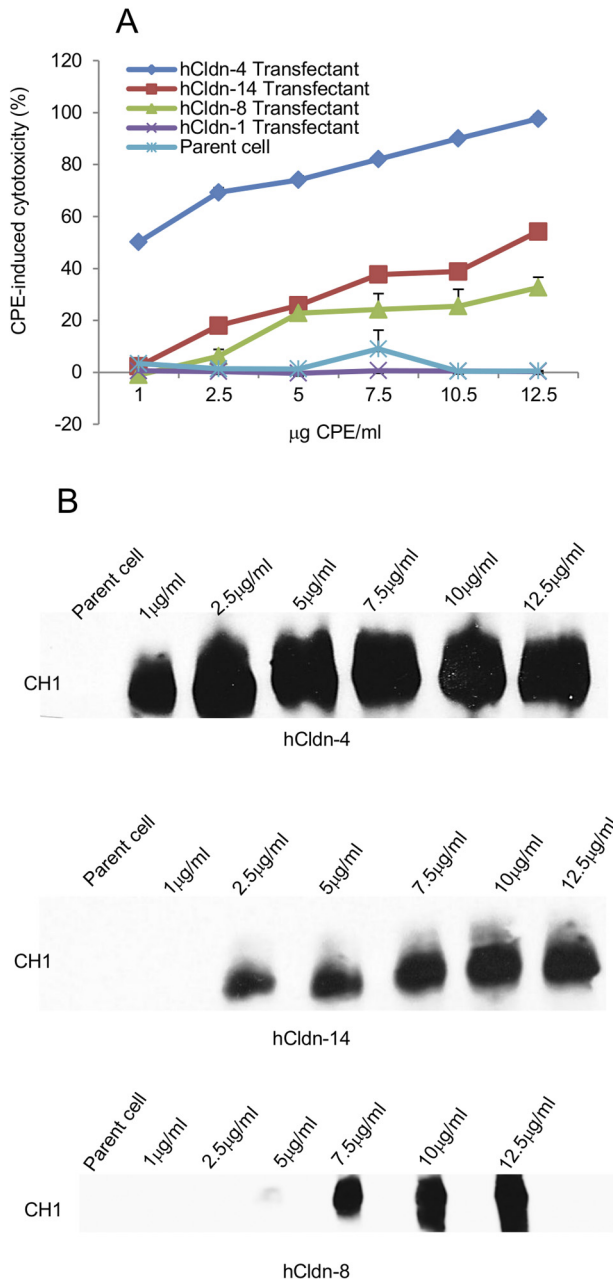 A
CPE-induced cytotoxicity (%)
120
100
80
60
40
20
0
-20
hCldn-4 Transfectant
hCldn-14 Transfectant
hCldn-8 Transfectant
hCldn-1 Transfectant
Parent cell
1 2.5 5 7.5 10.5 12.5
μg CPE/ml
B
Parent cell 1μg/ml 2.5μg/ml 5μg/ml 7.5μg/ml 10μg/ml 12.5μg/ml
CH1
hCldn-4
Parent cell 1μg/ml 2.5μg/ml 5μg/ml 7.5μg/ml 10μg/ml 12.5μg/ml
CH1
hCldn-14
Parent cell 1μg/ml 2.5μg/ml 5μg/ml 7.5μg/ml 10μg/ml 12.5μg/ml
CH1
hCldn-8